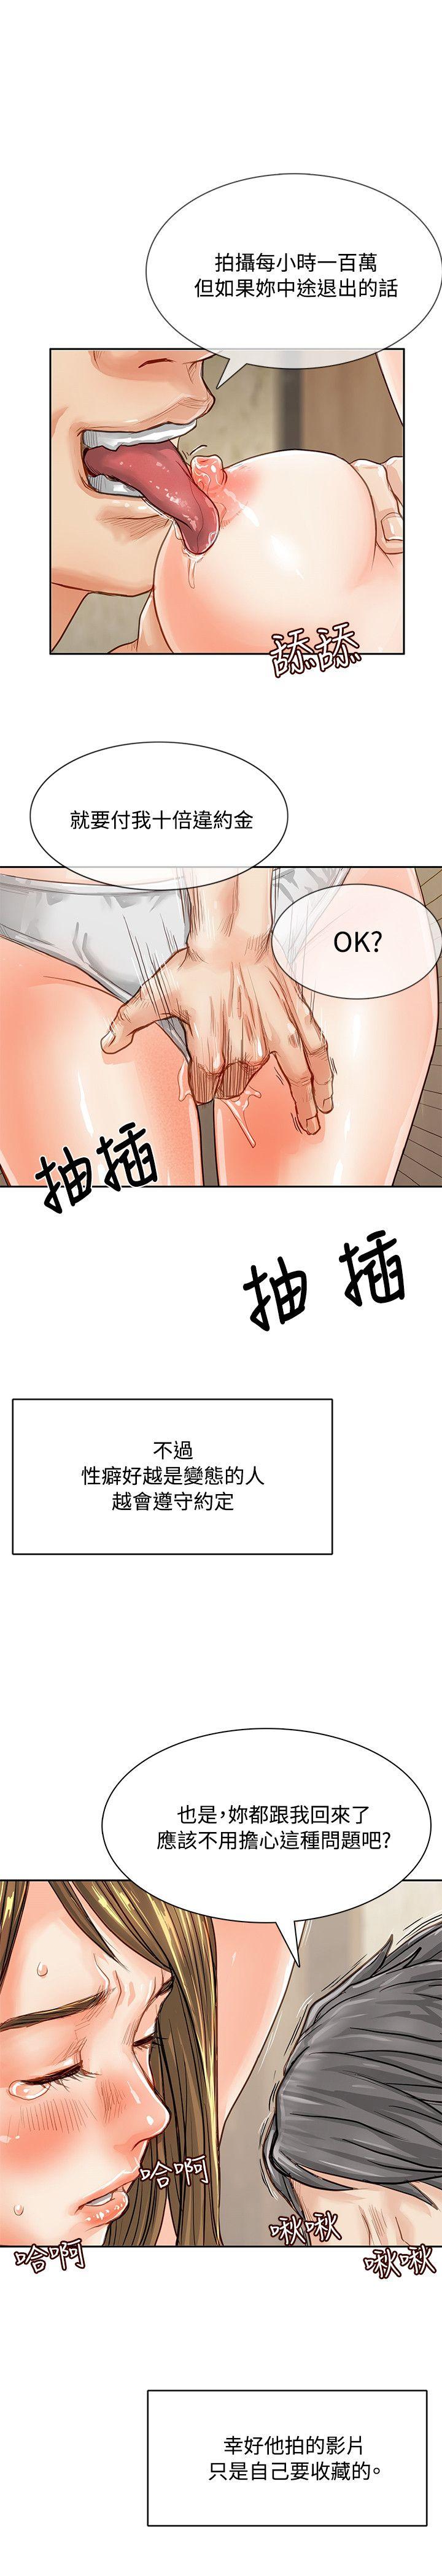 拍攝每小時一百萬
但如果妳中途退出的話
舔舔
就要付我十倍違約金
OK?
抽插
抽插
不過
性癖好越是變態的人
越會遵守約定
也是,妳都跟我回來了
應該不用擔心這種問題吧?
哈啊
哈啊
啾啾
啾啾
幸好他拍的影片
只是自己要收藏的。